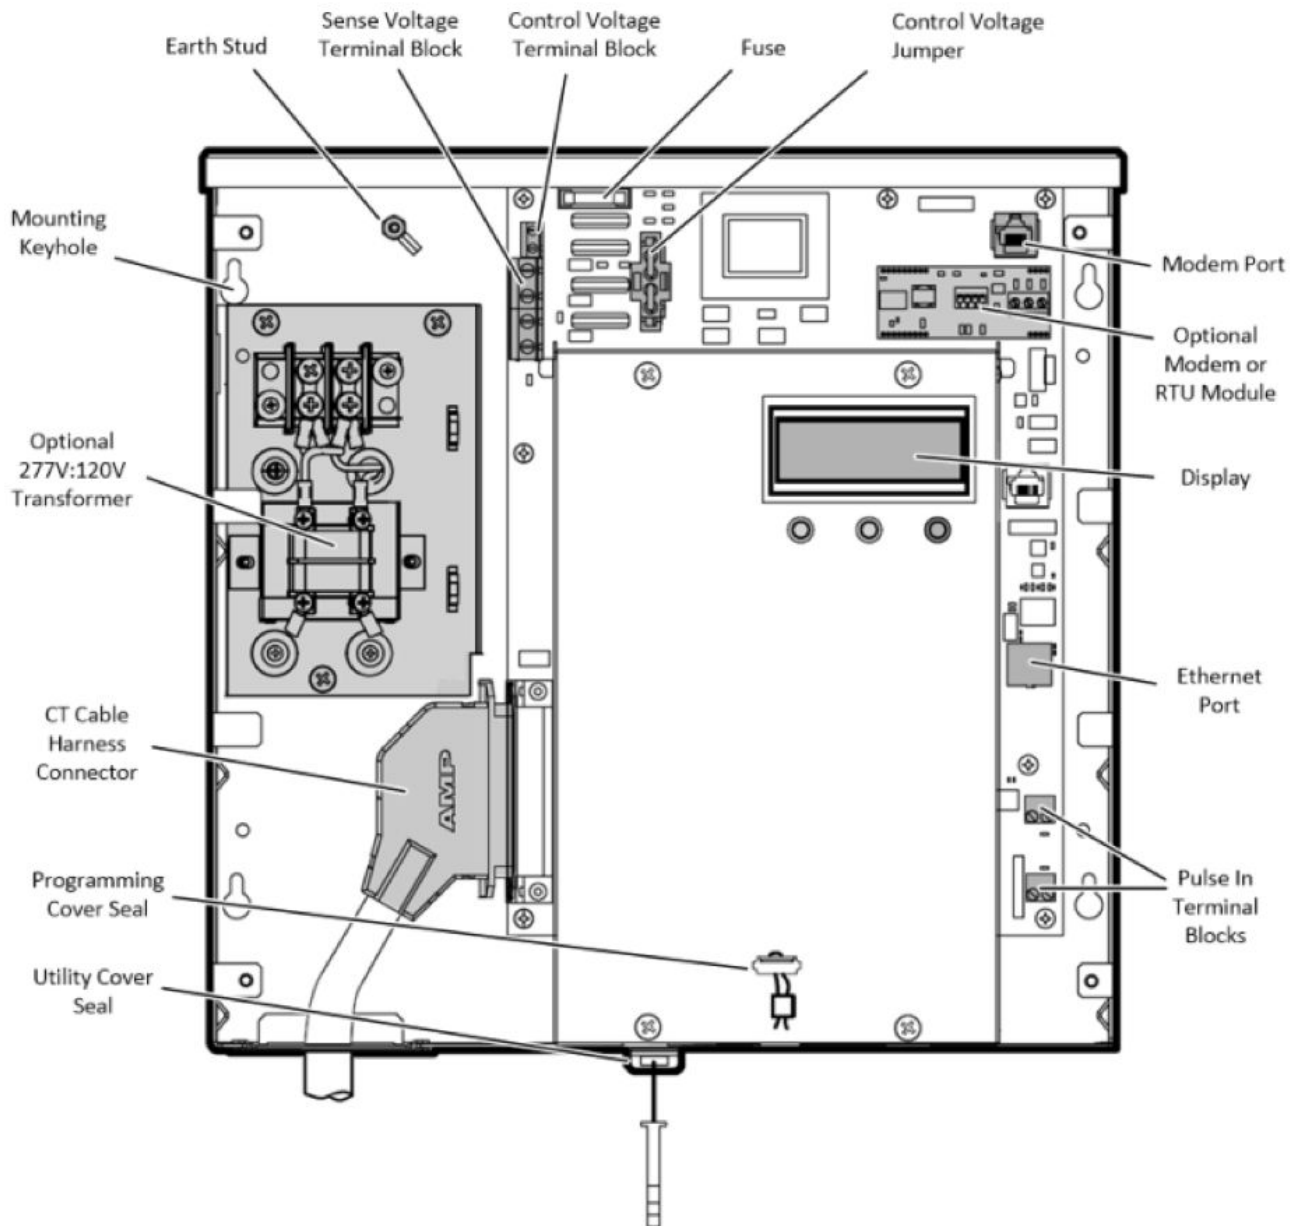 Sense Voltage
Terminal Block
Control Voltage
Terminal Block
Control Voltage
Jumper
Earth Stud
Fuse
Mounting
Keyhole
Modem Port
Optional
Modem or
RTU Module
Optional
277V:120V
Transformer
Display
CT Cable
Harness
Connector
AMP
Ethernet
Port
Programming
Cover Seal
Pulse In
Terminal
Blocks
Utility Cover
Seal